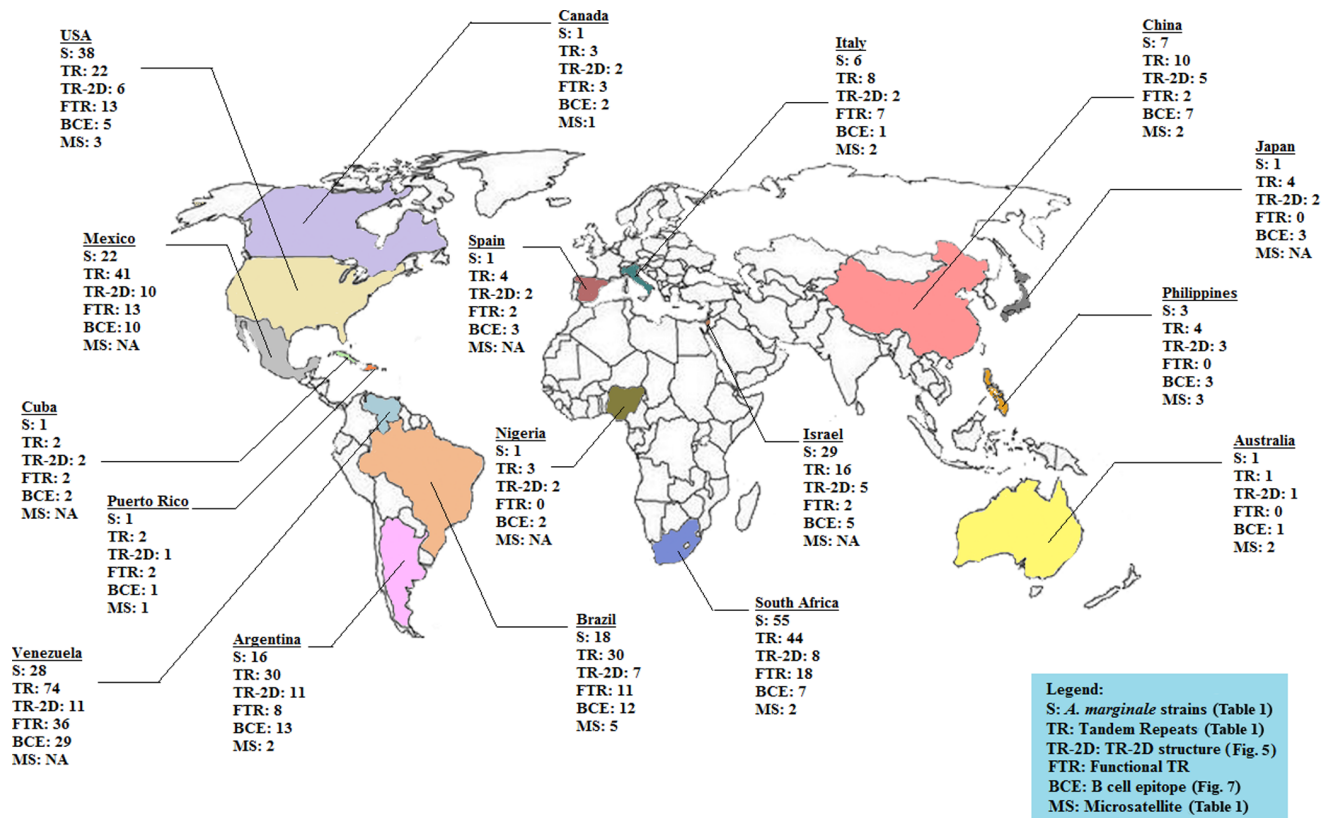 USA
S: 38
TR: 22
TR-2D: 6
FTR: 13
BCE: 5
MS: 3
Canada
S: 1
TR: 3
TR-2D: 2
FTR: 3
BCE: 2
MS:1
Italy
S: 6
TR: 8
TR-2D: 2
FTR: 7
BCE: 1
MS: 2
China
S: 7
TR: 10
TR-2D: 5
FTR: 2
BCE: 7
MS: 2
Japan
S: 1
TR: 4
TR-2D: 2
FTR: 0
BCE: 3
MS: NA
Mexico
S: 22
TR: 41
TR-2D: 10
FTR: 13
BCE: 10
MS: NA
Spain
S: 1
TR: 4
TR-2D: 2
FTR: 2
BCE: 3
MS: NA
Philippines
S: 3
TR: 4
TR-2D: 3
FTR: 0
BCE: 3
MS: 3
Cuba
S: 1
TR: 2
TR-2D: 2
FTR: 2
BCE: 2
MS: NA
Nigeria
S: 1
TR: 3
TR-2D: 2
FTR: 0
BCE: 2
MS: NA
Israel
S: 29
TR: 16
TR-2D: 5
FTR: 2
BCE: 5
MS: NA
Australia
S: 1
TR: 1
TR-2D: 1
FTR: 0
BCE: 1
MS: 2
Puerto Rico
S: 1
TR: 2
TR-2D: 1
FTR: 2
BCE: 1
MS: 1
Venezuela
S: 28
TR: 74
TR-2D: 11
FTR: 36
BCE: 29
MS: NA
Argentina
S: 16
TR: 30
TR-2D: 11
FTR: 8
BCE: 13
MS: 2
Brazil
S: 18
TR: 30
TR-2D: 7
FTR: 11
BCE: 12
MS: 5
South Africa
S: 55
TR: 44
TR-2D: 8
FTR: 18
BCE: 7
MS: 2
Legend:
S: A. marginale strains (Table 1)
TR: Tandem Repeats (Table 1)
TR-2D: TR-2D structure (Fig. 5)
FTR: Functional TR
BCE: B cell epitope (Fig. 7)
MS: Microsatellite (Table 1)